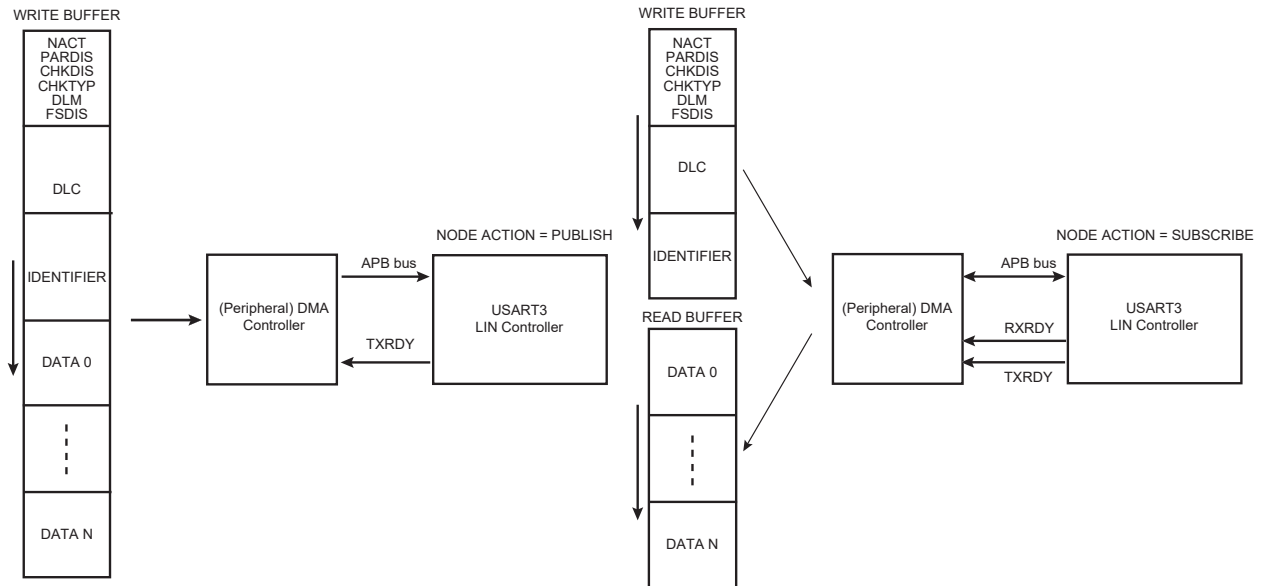 WRITE BUFFER
NACT
PARDIS
CHKDIS
CHKTYP
DLM
FSDIS
DLC
IDENTIFIER
DATA 0
DATA N
(Peripheral) DMA
Controller
APB bus
TXRDY
NODE ACTION = PUBLISH
USART3
LIN Controller
WRITE BUFFER
NACT
PARDIS
CHKDIS
CHKTYP
DLM
FSDIS
DLC
IDENTIFIER
READ BUFFER
DATA 0
DATA N
(Peripheral) DMA
Controller
APB bus
RXRDY
TXRDY
NODE ACTION = SUBSCRIBE
USART3
LIN Controller